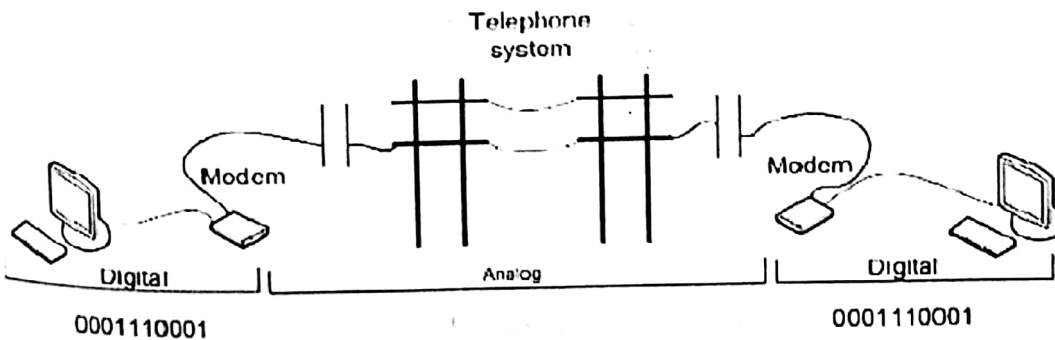 Telephone
system
Modem
Modem
Digital
Analog
Digital
0001110001
0001110001